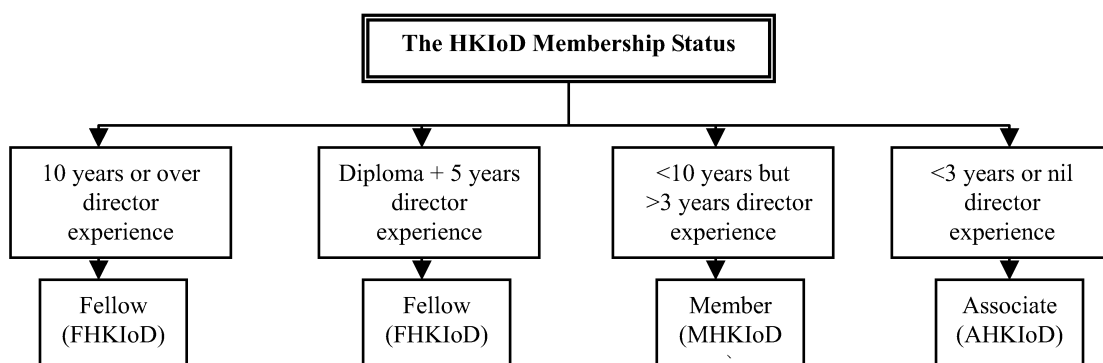 The HKIoD Membership Status
10 years or over
director
experience
Diploma + 5 years
director
experience
<10 years but
>3 years director
experience
<3 years or nil
director
experience
Fellow
(FHKIoD)
Fellow
(FHKIoD)
Member
(MHKIoD
Associate
(AHKIoD)